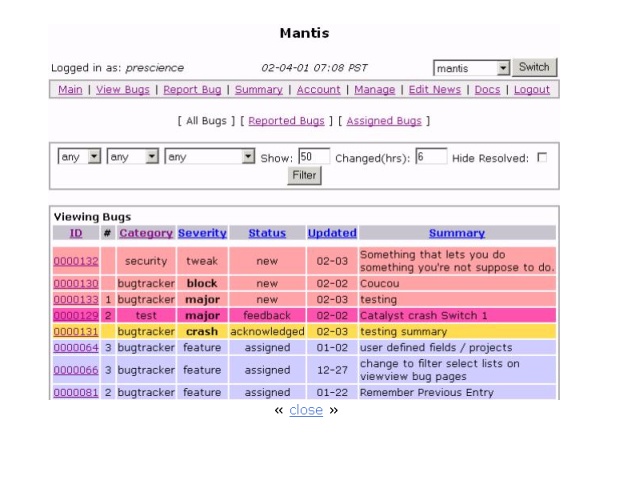 Mantis
Logged in as: prescience 02-04-01 07:08 PST mantis Switch
Main | View Bugs | Report Bug | Summary | Account | Manage | Edit News | Docs | Logout
[ All Bugs ] [ Reported Bugs ] [ Assigned Bugs ]
any any any Show: 50 Changed(hrs): 6 Hide Resolved:
Filter
Viewing Bugs
ID # Category Severity Status Updated Summary
0000132 security tweak new 02-03 Something that lets you do
something you're not suppose to do.
0000130 bugtracker block new 02-02 Coucou
0000133 1 bugtracker major new 02-03 testing
0000129 2 test major feedback 02-02 Catalyst crash Switch 1
0000131 bugtracker crash acknowledged 02-03 testing summary
0000064 3 bugtracker feature assigned 01-02 user defined fields / projects
0000066 3 bugtracker feature assigned 12-27 change to filter select lists on
viewview bug pages
0000081 2 bugtracker feature assigned 01-22 Remember Previous Entry
« close »